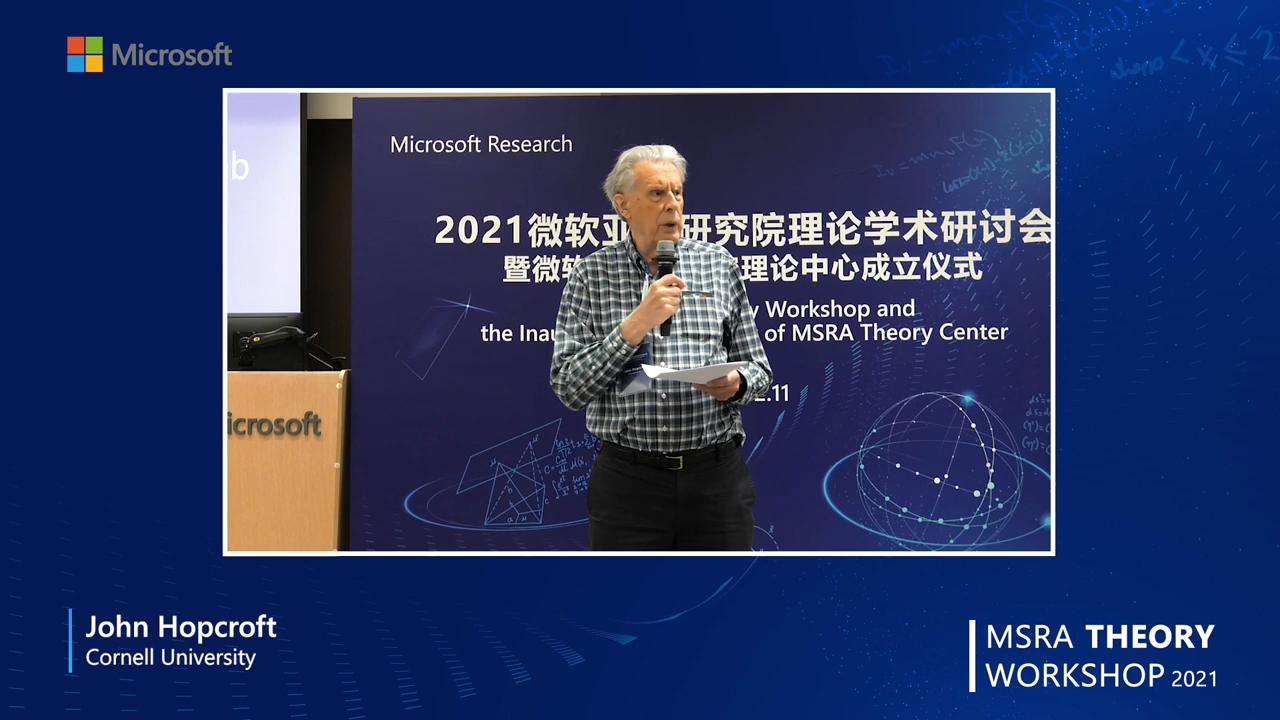 Microsoft
b
Microsoft Research
2021微软亚 研究院理论学术研讨会
暨微软 理论中心成立仪式
Workshop and
the Inau of MSRA Theory Center
.11
icrosoft
John Hopcroft
Cornell University
MSRA THEORY
WORKSHOP 2021